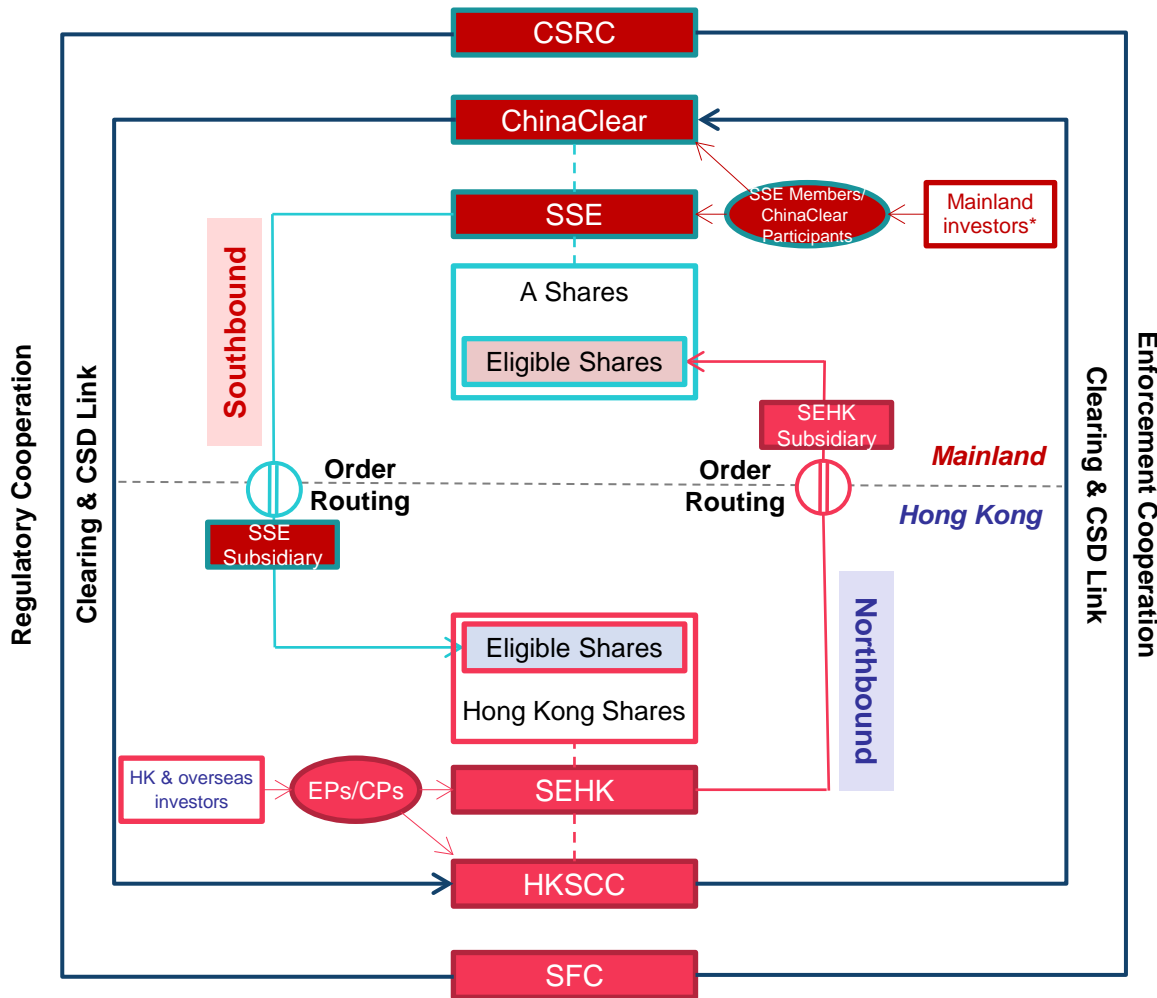 CSRC
ChinaClear
SSE
SSE Members/
ChinaClear
Participants
Mainland
investors*
A Shares
Eligible Shares
Southbound
SEHK
Subsidiary
Order
Routing
Order
Routing
Mainland
Hong Kong
SSE
Subsidiary
Regulatory Cooperation
Clearing & CSD Link
Clearing & CSD Link
Enforcement Cooperation
Eligible Shares
Hong Kong Shares
Northbound
HK & overseas
investors
EPs/CPs
SEHK
HKSCC
SFC